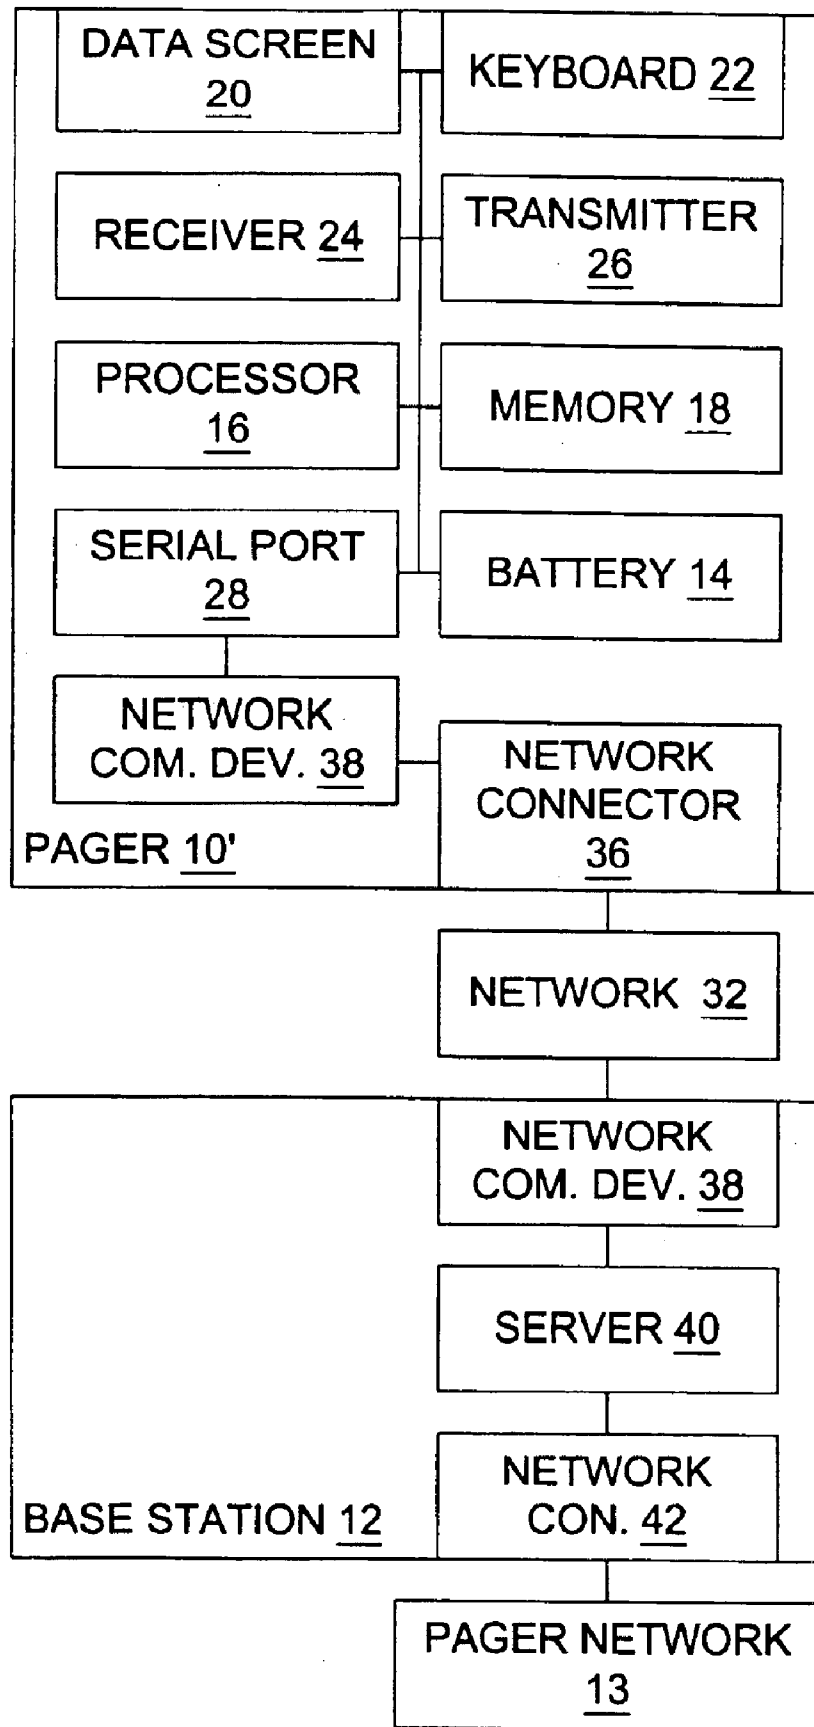 DATA SCREEN
20
KEYBOARD 22
RECEIVER 24
TRANSMITTER
26
PROCESSOR
16
MEMORY 18
SERIAL PORT
28
BATTERY 14
NETWORK
COM. DEV. 38
NETWORK
CONNECTOR
36
PAGER 10'
NETWORK 32
NETWORK
COM. DEV. 38
SERVER 40
NETWORK
CON. 42
BASE STATION 12
PAGER NETWORK
13